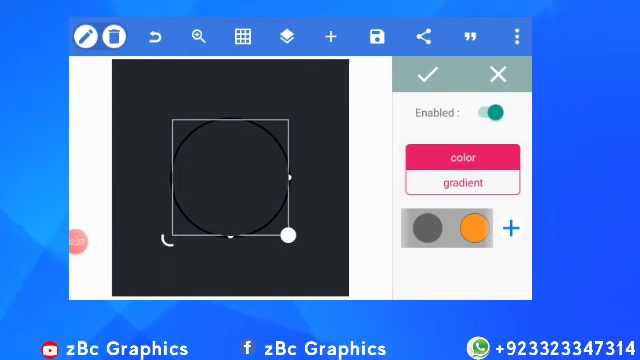 Enabled :
color
gradient
zBc Graphics
zBc Graphics
+923323347314